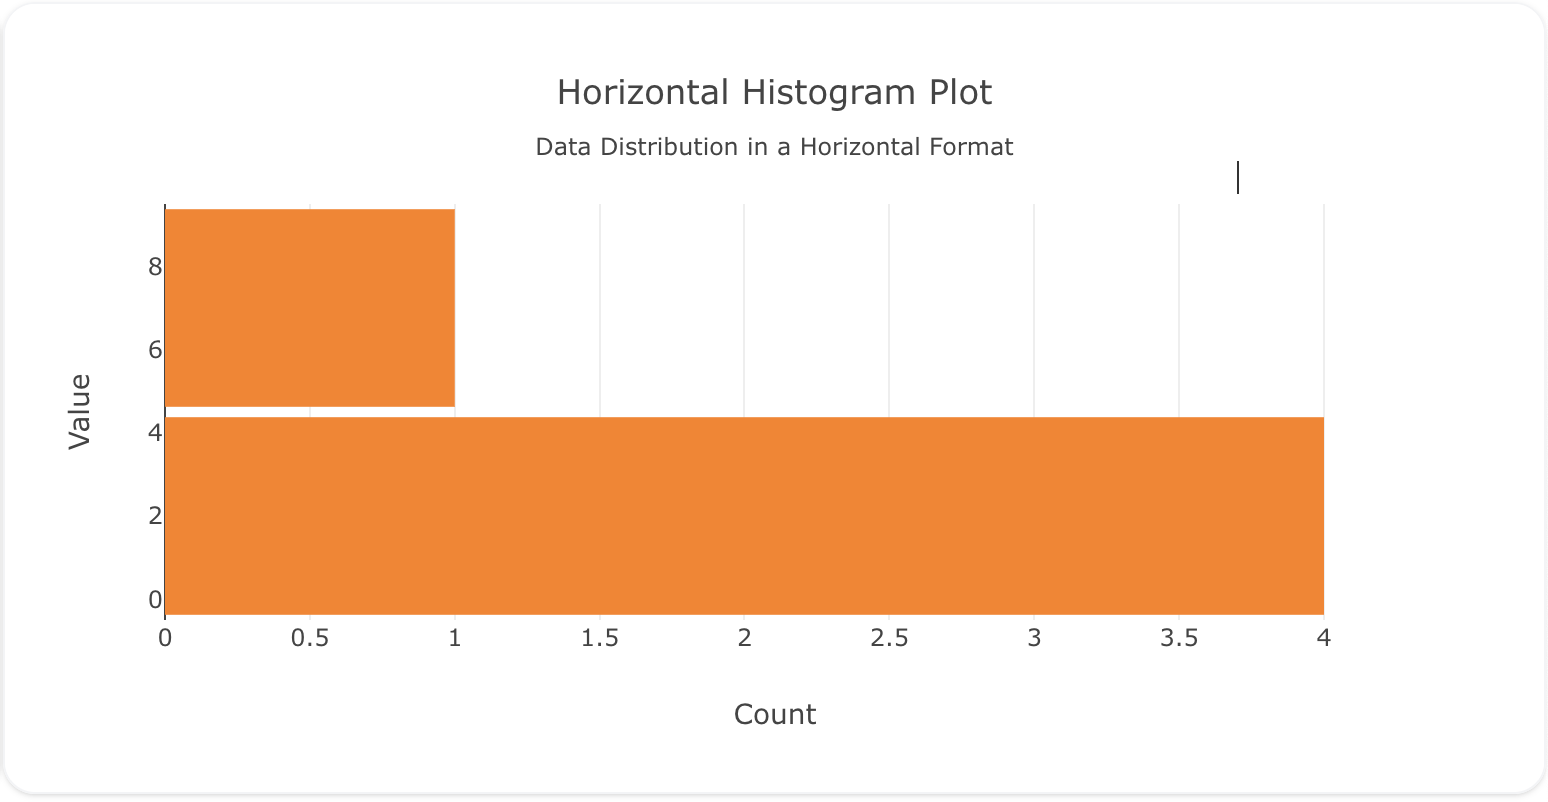 Horizontal Histogram Plot
Data Distribution in a Horizontal Format
8
6
4
2
0
Value
0 0.5 1 1.5 2 2.5 3 3.5 4
Count